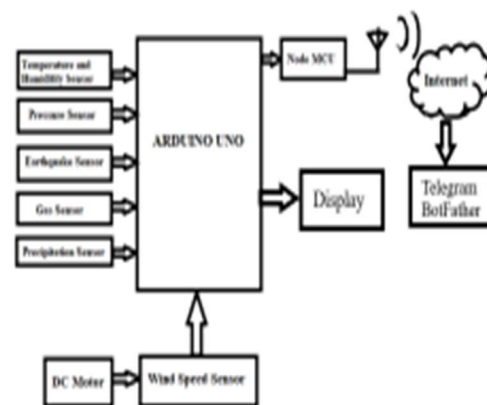 Temperature and
Humidity Sensor
Pressure Sensor
Earthquake Sensor
Gas Sensor
Precipitation Sensor
ARDUINO UNO
Node MCU
Internet
Display
Telegram
BotFather
DC Motor
Wind Speed Sensor